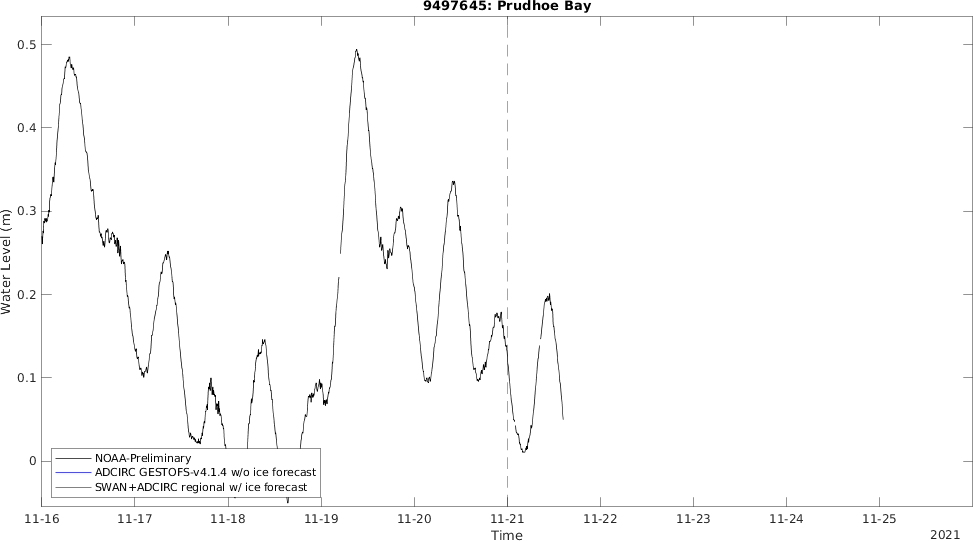 9497645: Prudhoe Bay
0.5
0.4
0.3
0.2
0.1
0
Water Level (m)
NOAA-Preliminary
ADCIRC GESTOFS-v4.1.4 w/o ice forecast
SWAN+ADCIRC regional w/ ice forecast
11-16 11-17 11-18 11-19 11-20 11-21 11-22 11-23 11-24 11-25
Time
2021